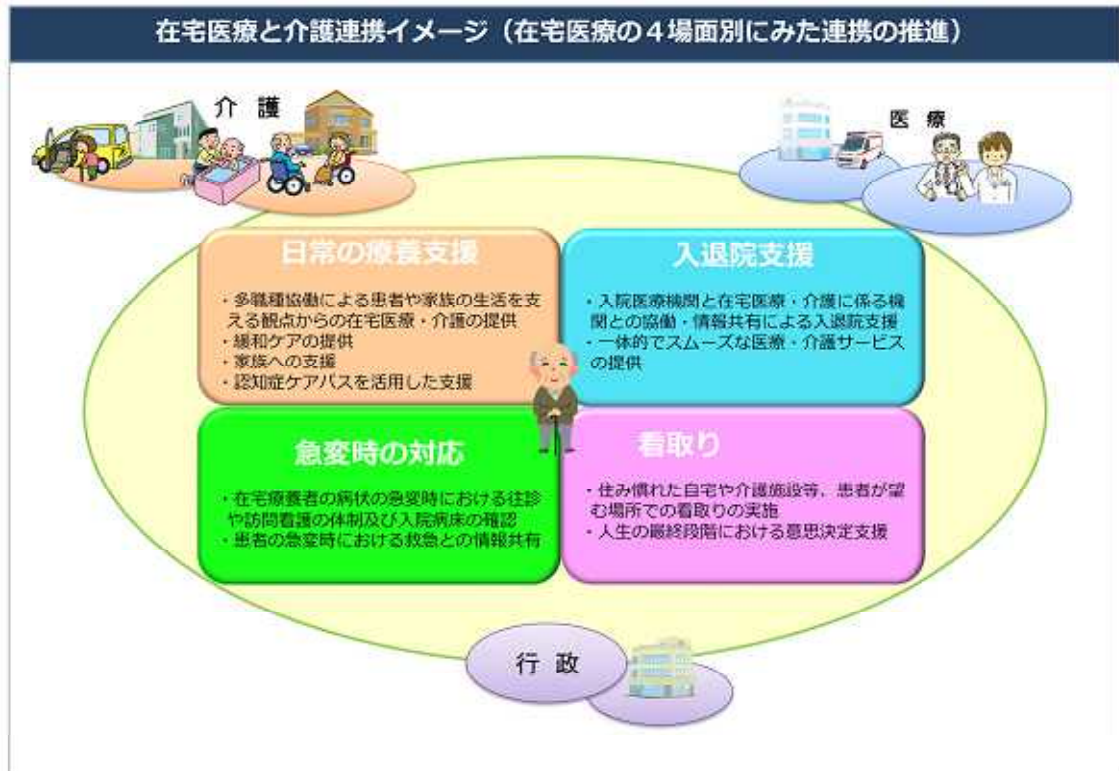 在宅医療と介護連携イメージ（在宅医療の４場面別にみた連携の推進）
介 護
医 療
日常の療養支援
・多職種協働による患者や家族の生活を支
える観点からの在宅医療・介護の提供
・緩和ケアの提供
・家族への支援
・認知症ケアパスを活用した支援
入退院支援
・入院医療機関と在宅医療・介護に係る機
関との協働・情報共有による入退院支援
・一体的でスムーズな医療・介護サービス
の提供
急変時の対応
・在宅療養者の病状の急変時における往診
や訪問看護の体制及び入院病床の確認
・患者の急変時における救急との情報共有
看取り
・住み慣れた自宅や介護施設等、患者が望
む場所での看取りの実施
・人生の最終段階における意思決定支援
行 政